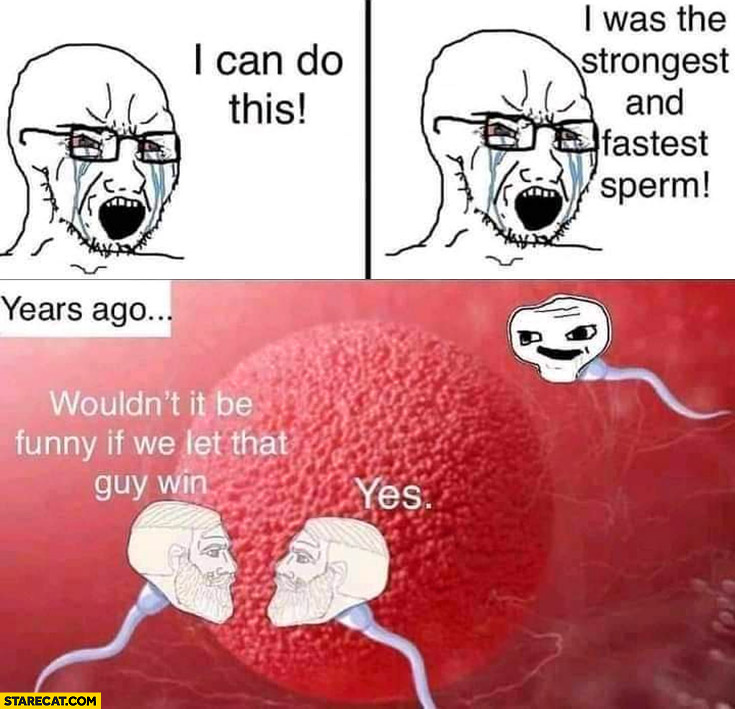 I can do
this!
I was the
strongest
and
fastest
sperm!
Years ago...
Wouldn't it be
funny if we let that
guy win
Yes.
STARECAT.COM